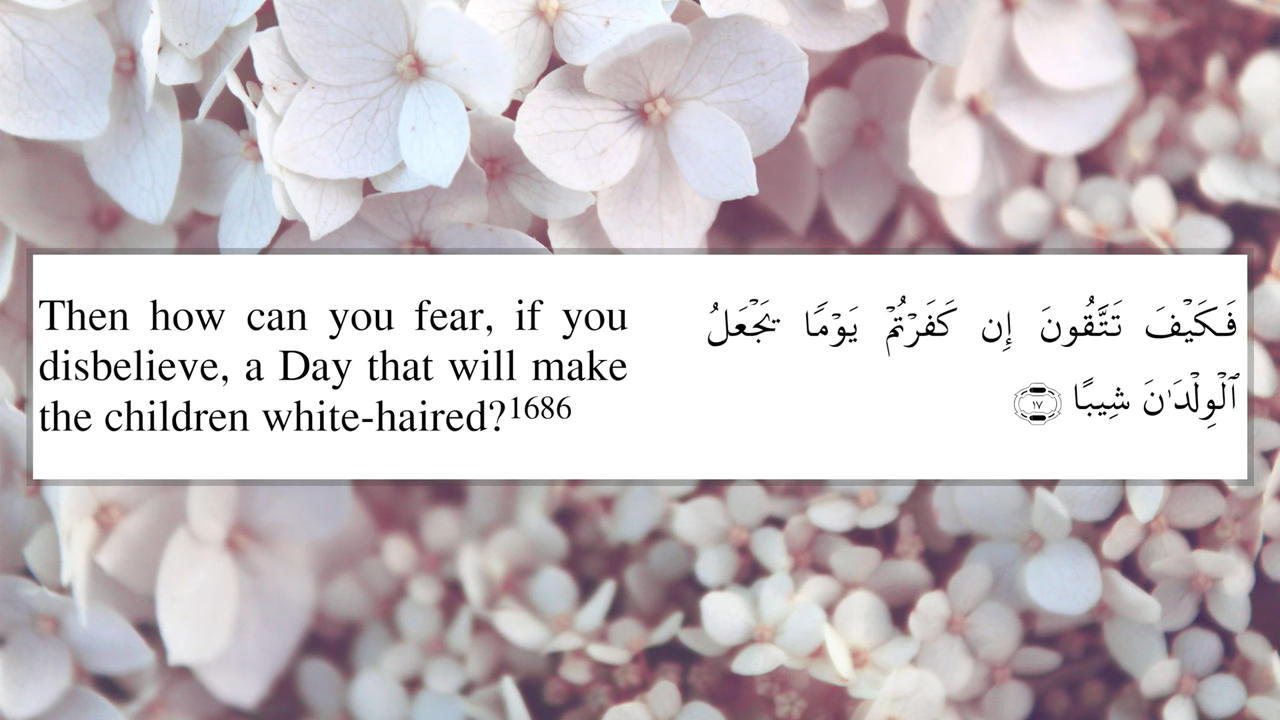 Then how can you fear, if you
disbelieve, a Day that will make
the children white-haired?1686
فَكَيْفَ تَتَّقُونَ إِن كَفَرْتُمْ يَوْمًا يَجْعَلُ
ٱلْوِلْدَٰنَ شِيبًا ١٧